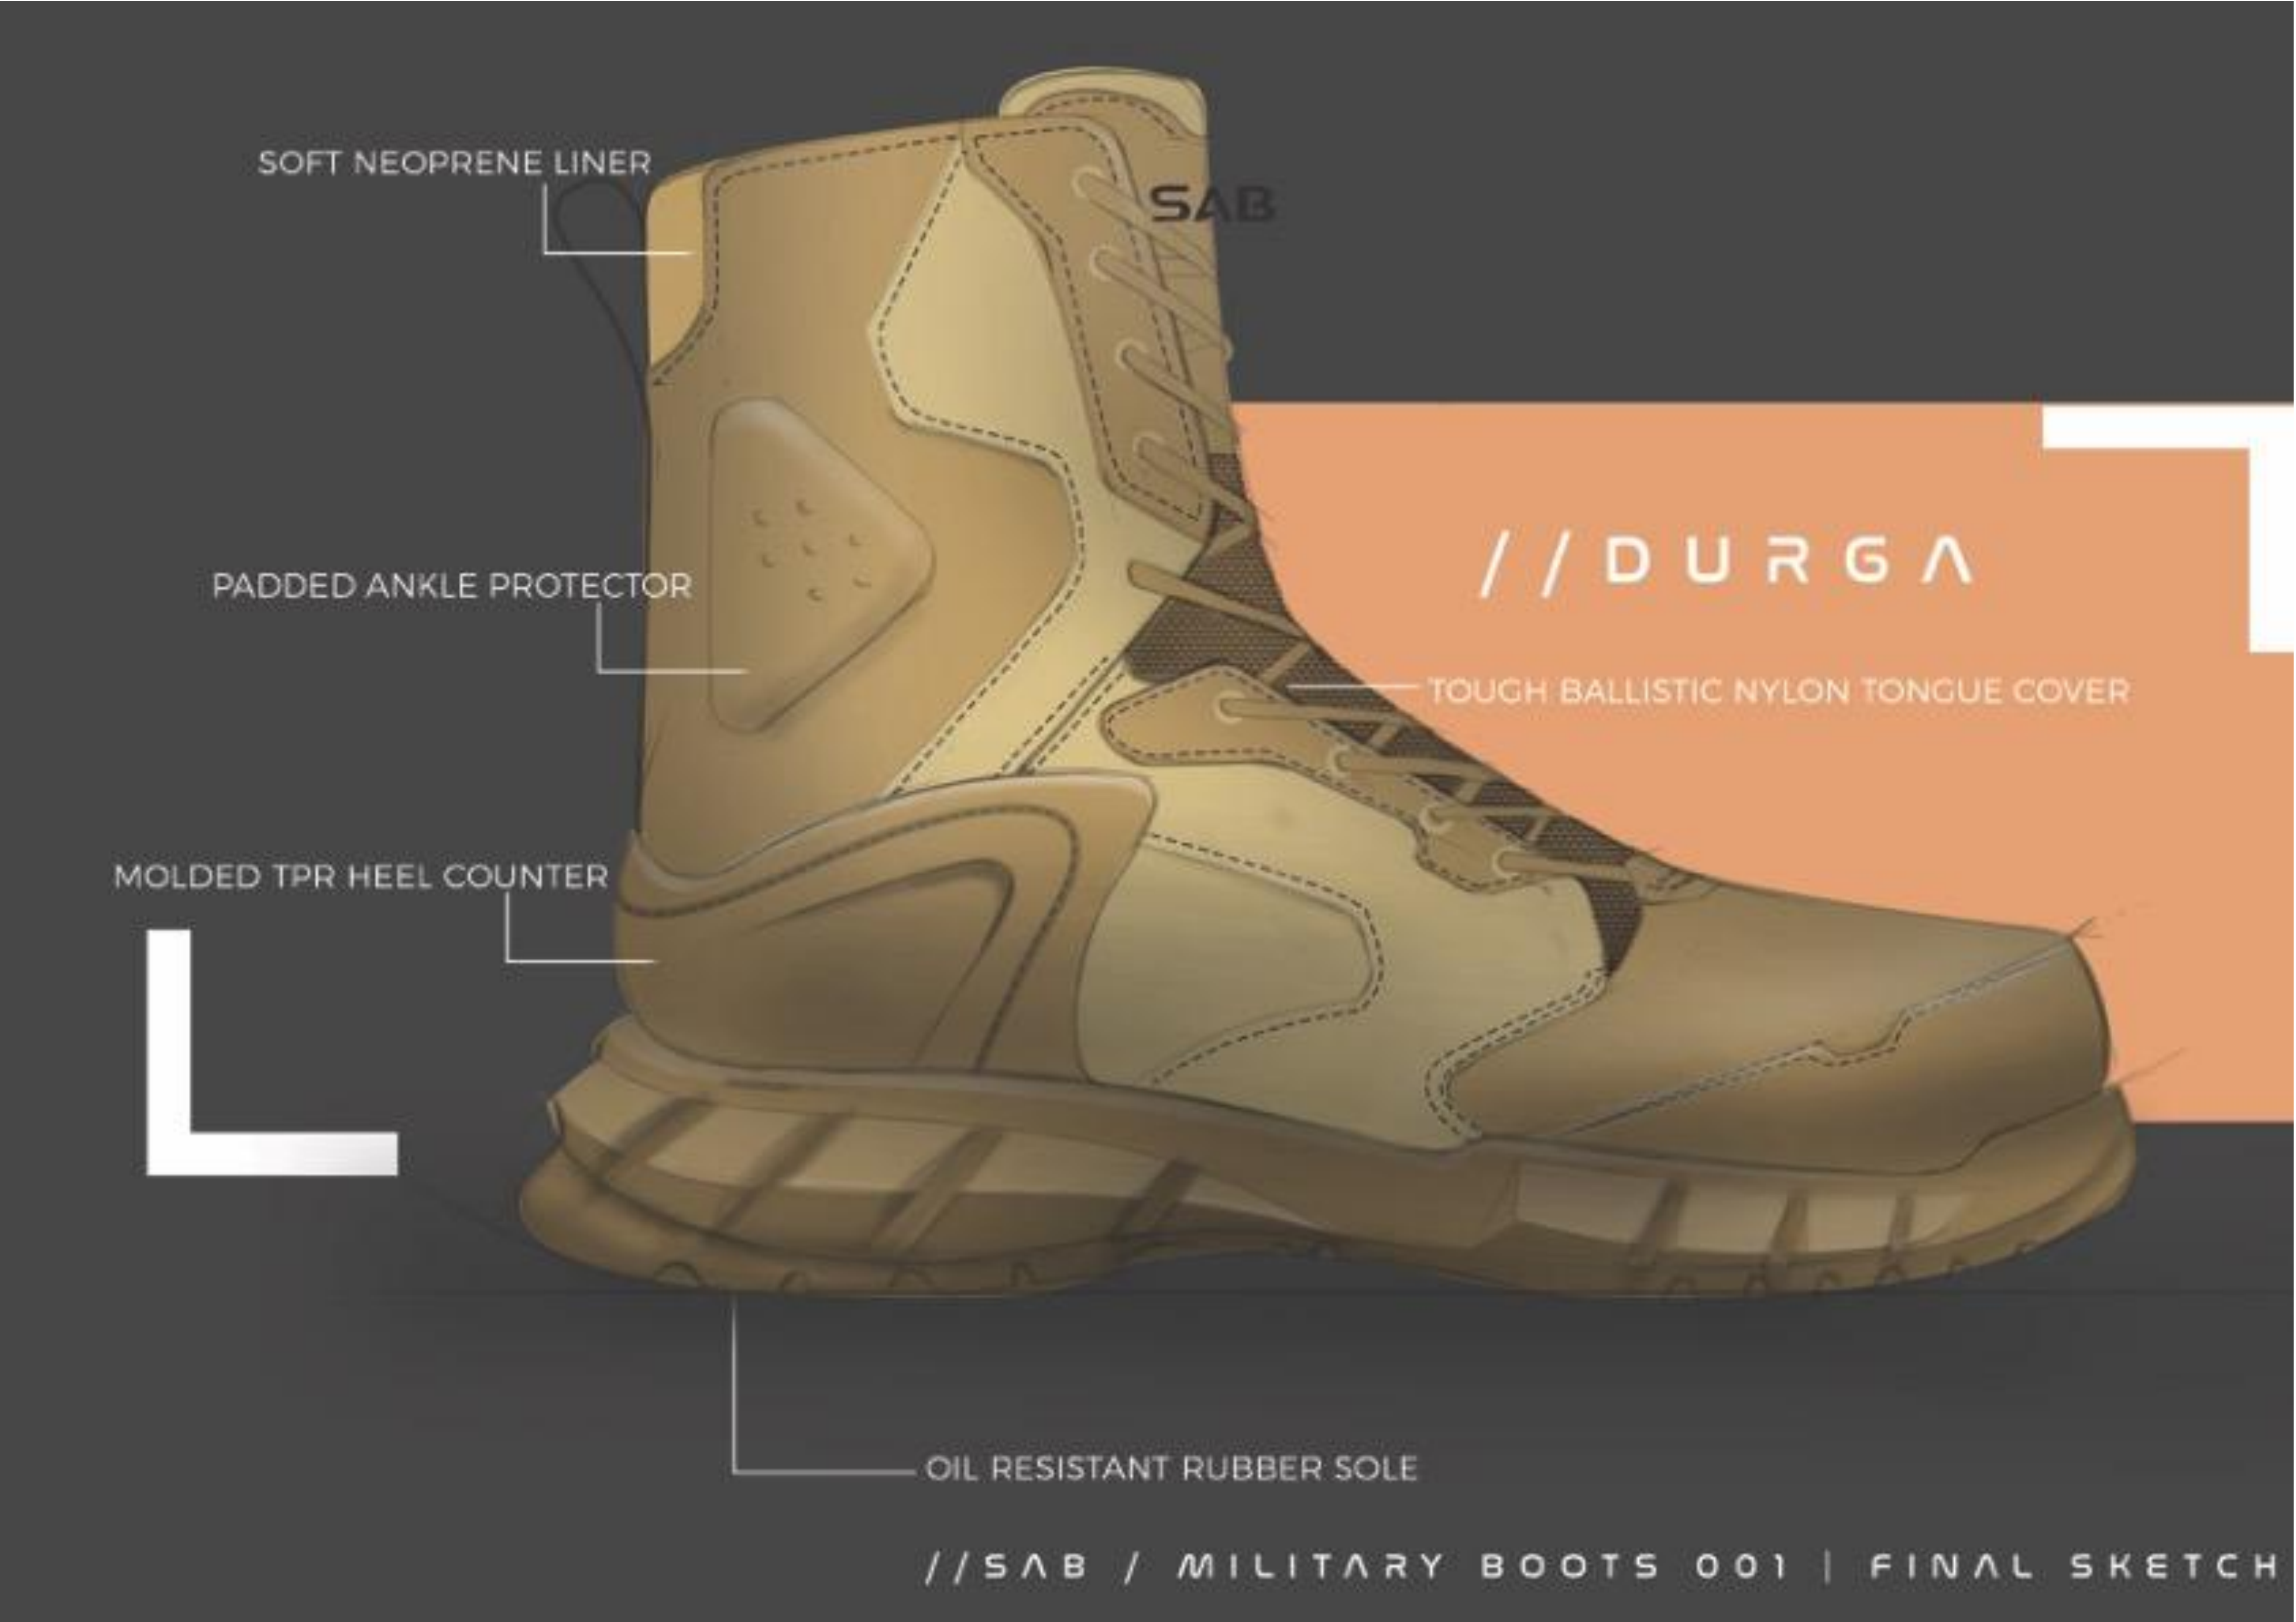 SOFT NEOPRENE LINER
SAB
//DURGA
PADDED ANKLE PROTECTOR
TOUGH BALLISTIC NYLON TONGUE COVER
MOLDED TPR HEEL COUNTER
OIL RESISTANT RUBBER SOLE
//SAB / MILITARY BOOTS 001 | FINAL SKETCH